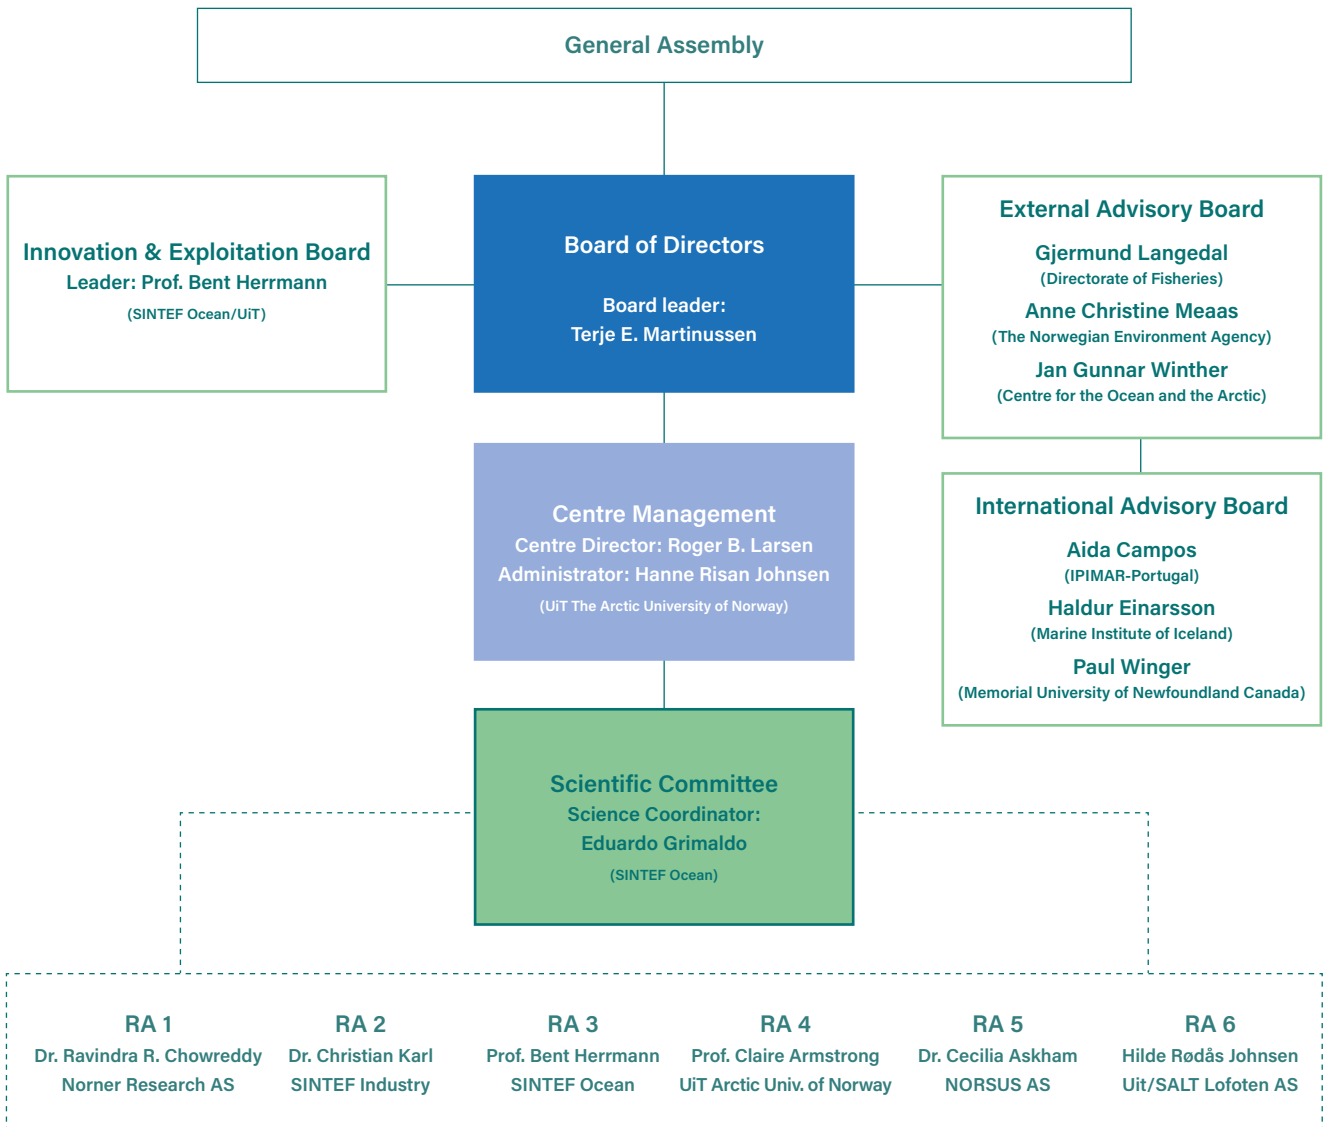 General Assembly
Innovation & Exploitation Board
Leader: Prof. Bent Herrmann
(SINTEF Ocean/UiT)
Board of Directors
Board leader:
Terje E. Martinussen
External Advisory Board
Gjermund Langedal
(Directorate of Fisheries)
Anne Christine Meaas
(The Norwegian Environment Agency)
Jan Gunnar Winther
(Centre for the Ocean and the Arctic)
Centre Management
Centre Director: Roger B. Larsen
Administrator: Hanne Risan Johnsen
(UiT The Arctic University of Norway)
International Advisory Board
Aida Campos
(IPIMAR-Portugal)
Haldur Einarsson
(Marine Institute of Iceland)
Paul Winger
(Memorial University of Newfoundland Canada)
Scientific Committee
Science Coordinator:
Eduardo Grimaldo
(SINTEF Ocean)
RA 1
Dr. Ravindra R. Chowreddy
Norner Research AS
RA 2
Dr. Christian Karl
SINTEF Industry
RA 3
Prof. Bent Herrmann
SINTEF Ocean
RA 4
Prof. Claire Armstrong
UiT Arctic Univ. of Norway
RA 5
Dr. Cecilia Askham
NORSUS AS
RA 6
Hilde Rødås Johnsen
Uit/SALT Lofoten AS